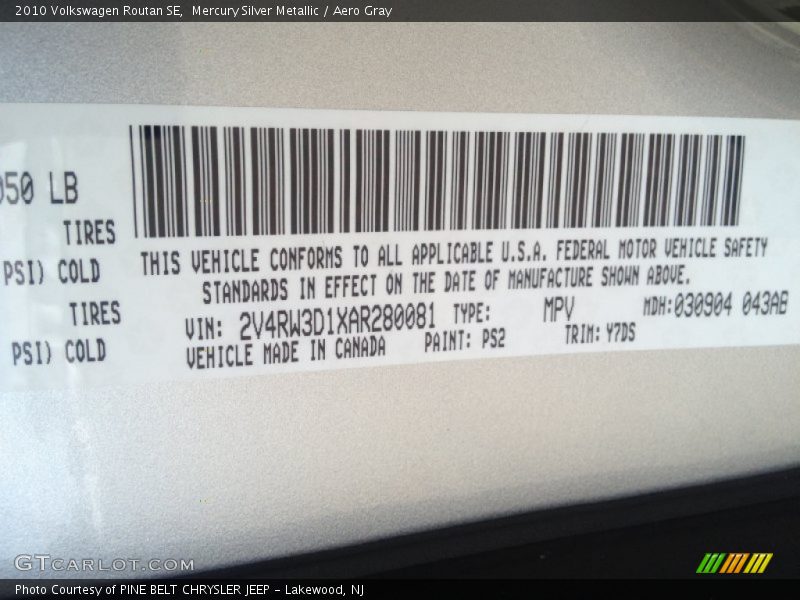 2010 Volkswagen Routan SE,  Mercury Silver Metallic / Aero Gray
50 LB
TIRES
PSI) COLD
TIRES
PSI) COLD
THIS VEHICLE CONFORMS TO ALL APPLICABLE U.S.A. FEDERAL MOTOR VEHICLE SAFETY
STANDARDS IN EFFECT ON THE DATE OF MANUFACTURE SHOWN ABOVE.
VIN: 2V4RW3D1XAR280081 TYPE: MPV MDH:030904 043AB
VEHICLE MADE IN CANADA PAINT: PS2 TRIM: Y7DS
GTCARLOT.COM
Photo Courtesy of PINE BELT CHRYSLER JEEP - Lakewood, NJ